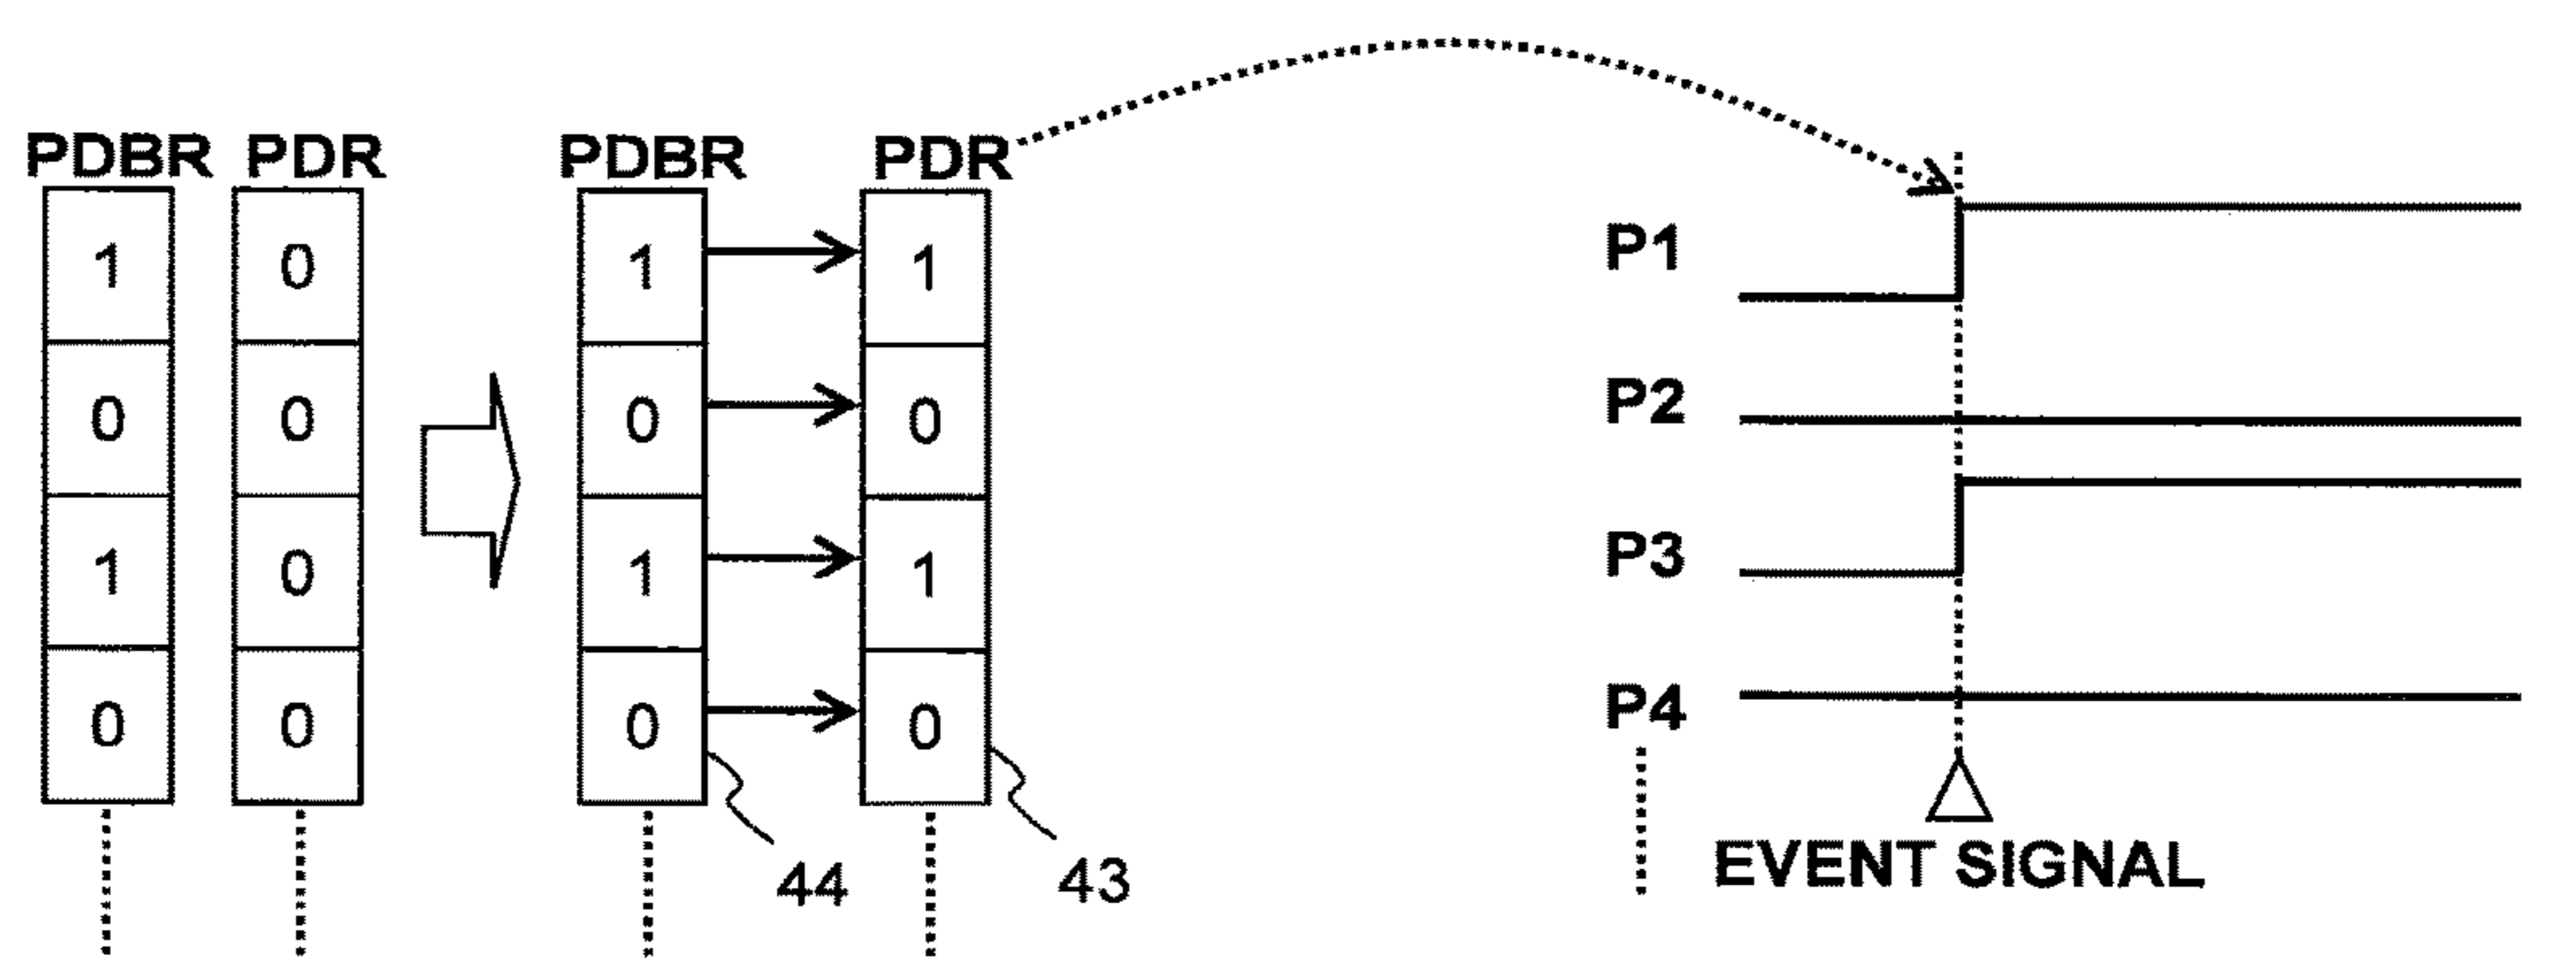 PDBR PDR PDBR PDR
1 0 1 1 P1
0 0 0 0 P2
1 0 1 1 P3
0 0 0 0 P4
44 43 EVENT SIGNAL